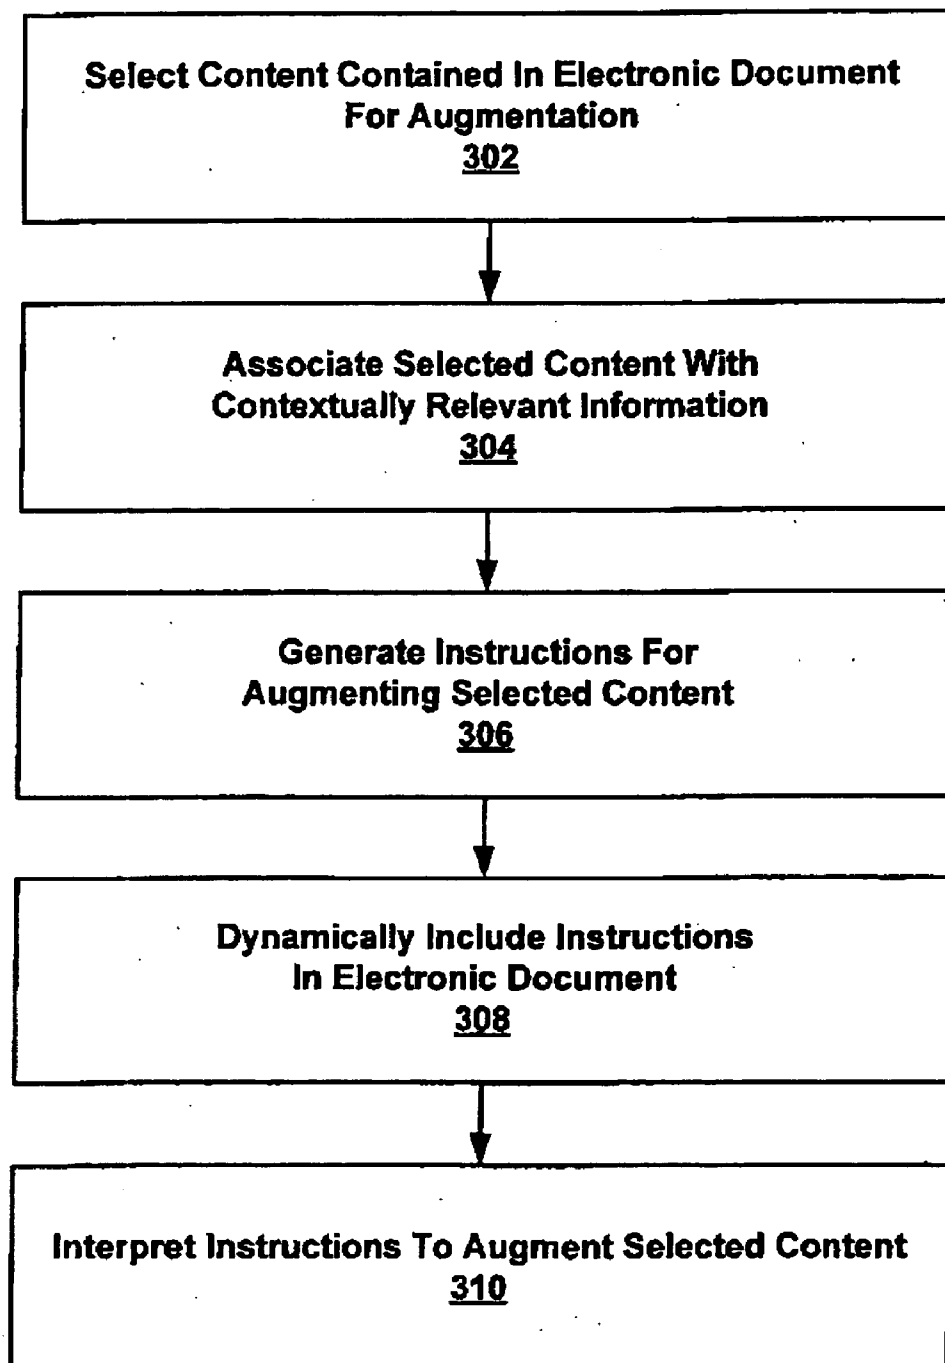 Select Content Contained In Electronic Document
For Augmentation
302
Associate Selected Content With
Contextually Relevant Information
304
Generate Instructions For
Augmenting Selected Content
306
Dynamically Include Instructions
In Electronic Document
308
Interpret Instructions To Augment Selected Content
310